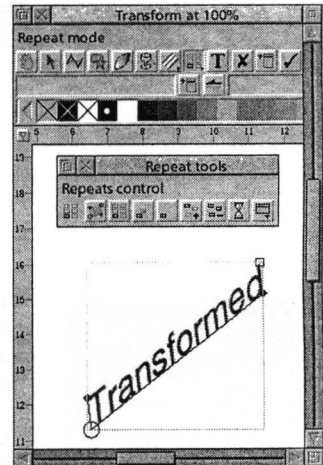 Transform at 100%
Repeat mode
T
5 6 7 8 9 10 11 12
19
Repeat tools
Repeats control
17
16
15
14
13
12
11
Transformed